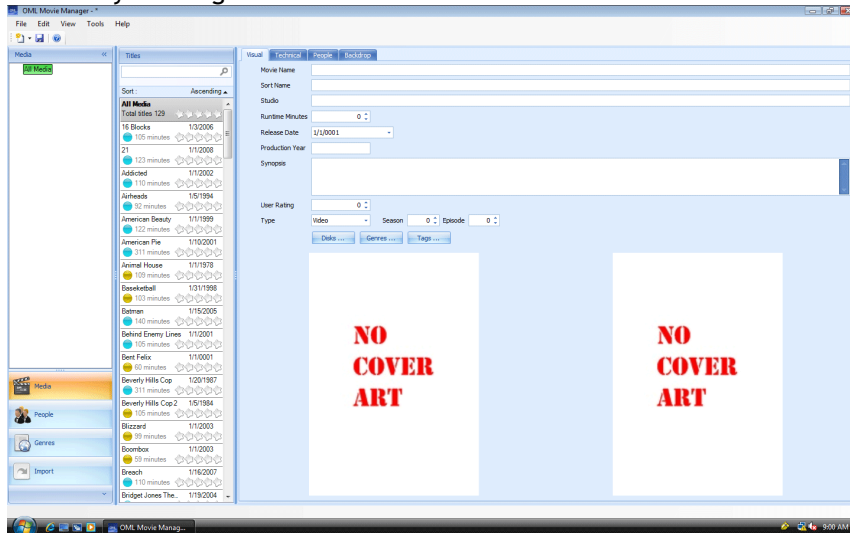 OML Movie Manager - *
File Edit View Tools Help
Media «
All Media
Titles
Sort : Ascending
All Media
Total titles 129
16 Blocks 1/3/2006
105 minutes
21 1/1/2008
123 minutes
Addicted 1/1/2002
110 minutes
Airheads 1/5/1994
92 minutes
American Beauty 1/1/1999
122 minutes
American Pie 1/10/2001
311 minutes
Animal House 1/1/1978
109 minutes
Baseketball 1/31/1998
103 minutes
Batman 1/15/2005
140 minutes
Behind Enemy Lines 1/1/2001
105 minutes
Bent Felix 1/1/0001
60 minutes
Beverly Hills Cop 1/20/1987
311 minutes
Beverly Hills Cop 2 1/5/1984
105 minutes
Blizzard 1/1/2003
99 minutes
Boombox 1/1/2003
59 minutes
Breach 1/16/2007
110 minutes
Bridget Jones The... 1/19/2004
Media
People
Genres
Import
Visual Technical People Backdrop
Movie Name
Sort Name
Studio
Runtime Minutes 0
Release Date 1/1/0001
Production Year
Synopsis
User Rating 0
Type Video Season 0 Episode 0
Disks ... Genres ... Tags ...
NO
COVER
ART
NO
COVER
ART
OML Movie Manag...
9:00 AM